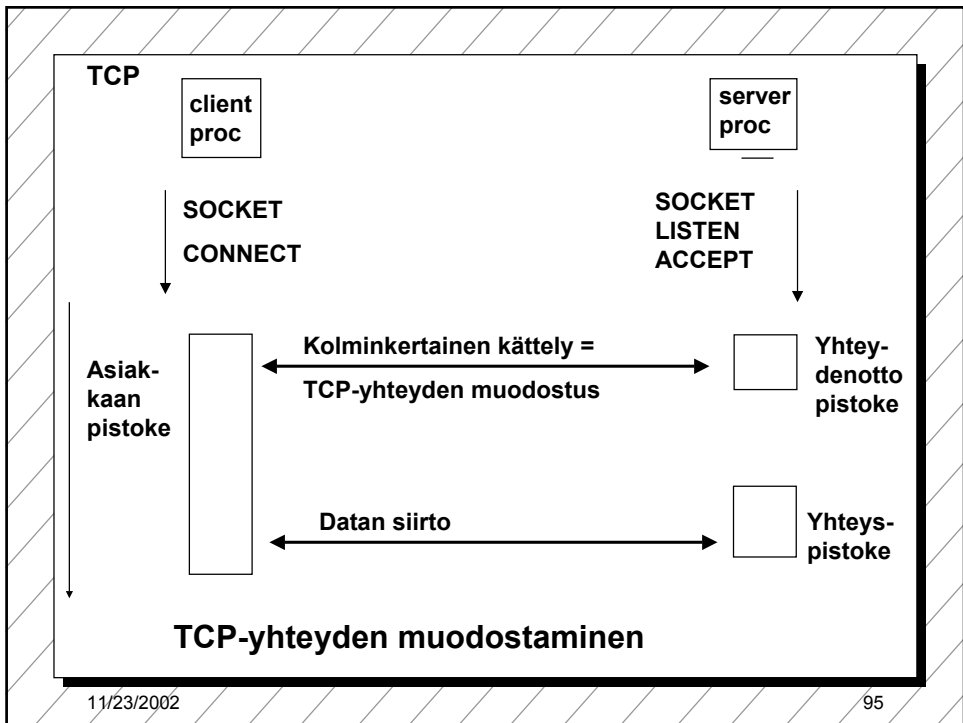 TCP
client
proc
server
proc
SOCKET
CONNECT
SOCKET
LISTEN
ACCEPT
Asiak-
kaan
pistoke
Kolminkertainen kättely =
TCP-yhteyden muodostus
Yhtey-
denotto
pistoke
Datan siirto
Yhteys-
pistoke
TCP-yhteyden muodostaminen
11/23/2002
95